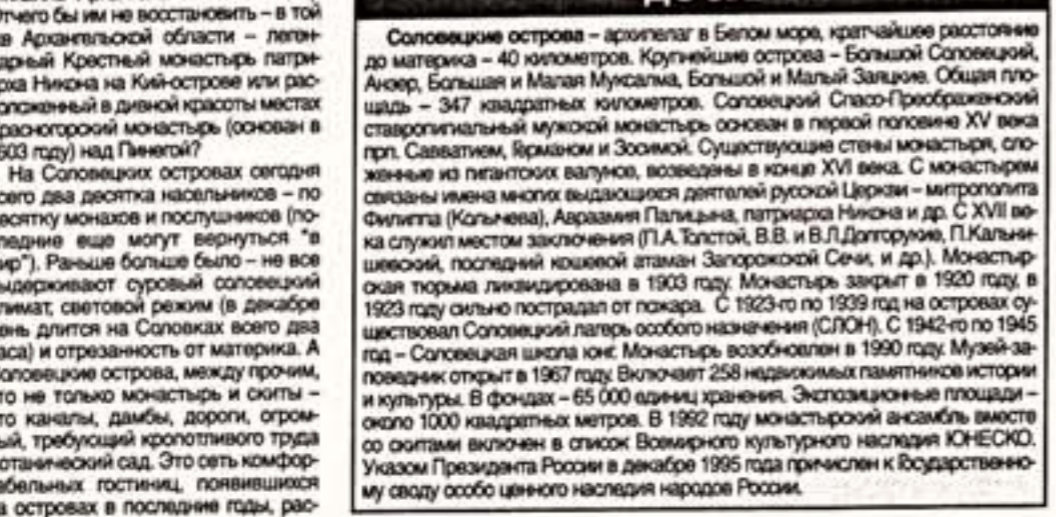 Отчего бы им не восстановить – в той
же Архангельской области – леген-
дарный Крестный монастырь патри-
арха Никона на Кий-острове или рас-
положенный в дивной красоты местах
Красногорский монастырь (основан в
1603 году) над Пинегой?
На Соловецких островах сегодня
всего два десятка насельников – по
десятку монахов и послушников (по-
следние еще могут вернуться "в
мир"). Раньше больше было – не все
выдерживают суровый соловецкий
климат, световой режим (в декабре
день длится на Соловках всего два
часа) и отрезанность от материка. А
Соловецкие острова, между прочим,
это не только монастырь и скиты –
это каналы, дамбы, дороги, огром-
ный, требующий кропотливого труда
ботанический сад. Это сеть комфор-
табельных гостиниц, появившихся
на островах в последние годы, рас-
Соловецкие острова – архипелаг в Белом море, кратчайшее расстояние
до материка – 40 километров. Крупнейшие острова – Большой Соловецкий,
Анзер, Большая и Малая Муксалма, Большой и Малый Заяцкие. Общая пло-
щадь – 347 квадратных километров. Соловецкий Спасо-Преображенский
ставропигиальный мужской монастырь основан в первой половине XV века
прп. Савватием, Германом и Зосимой. Существующие стены монастыря, сло-
женные из гигантских валунов, возведены в конце XVI века. С монастырем
связаны имена многих выдающихся деятелей русской Церкви – митрополита
Филиппа (Колычева), Авраамия Палицына, патриарха Никона и др. С XVII ве-
ка служил местом заключения (П.А.Толстой, В.В. и В.Л.Долгорукие, П.Кальни-
шевский, последний кошевой атаман Запорожской Сечи, и др.). Монастыр-
ская тюрьма ликвидирована в 1903 году. Монастырь закрыт в 1920 году, в
1923 году сильно пострадал от пожара. С 1923-го по 1939 год на островах су-
ществовал Соловецкий лагерь особого назначения (СЛОН). С 1942-го по 1945
год – Соловецкая школа юнг. Монастырь возобновлен в 1990 году. Музей-за-
поведник открыт в 1967 году. Включает 258 недвижимых памятников истории
и культуры. В фондах – 65 000 единиц хранения. Экспозиционные площади –
около 1000 квадратных метров. В 1992 году монастырский ансамбль вместе
со скитами включен в список Всемирного культурного наследия ЮНЕСКО.
Указом Президента России в декабре 1995 года причислен к Государственно-
му своду особо ценного наследия народов России.